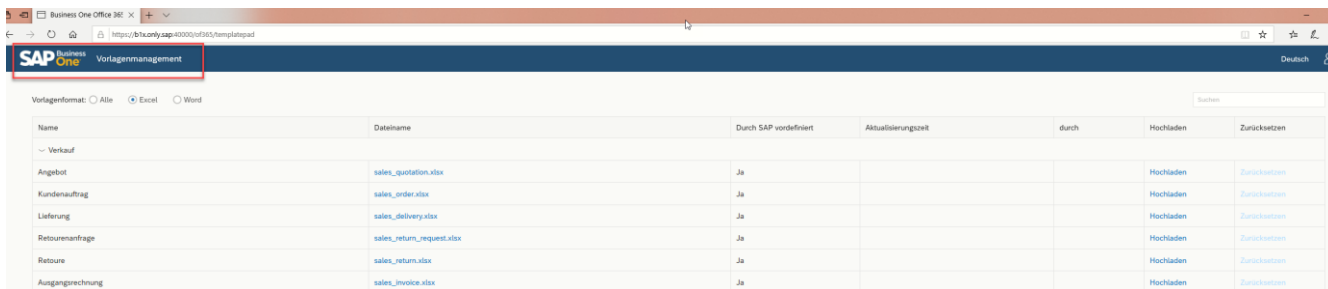 Business One Office 365
https://b1x.only.sap:40000/of365/templatepad
SAP Business One Vorlagenmanagement Deutsch
Vorlagenformat: Alle Excel Word Suchen
Name Dateiname Durch SAP vordefiniert Aktualisierungszeit durch Hochladen Zurücksetzen
Verkauf
Angebot sales_quotation.xlsx Ja Hochladen Zurücksetzen
Kundenauftrag sales_order.xlsx Ja Hochladen Zurücksetzen
Lieferung sales_delivery.xlsx Ja Hochladen Zurücksetzen
Retourenanfrage sales_return_request.xlsx Ja Hochladen Zurücksetzen
Retoure sales_return.xlsx Ja Hochladen Zurücksetzen
Ausgangsrechnung sales_invoice.xlsx Ja Hochladen Zurücksetzen